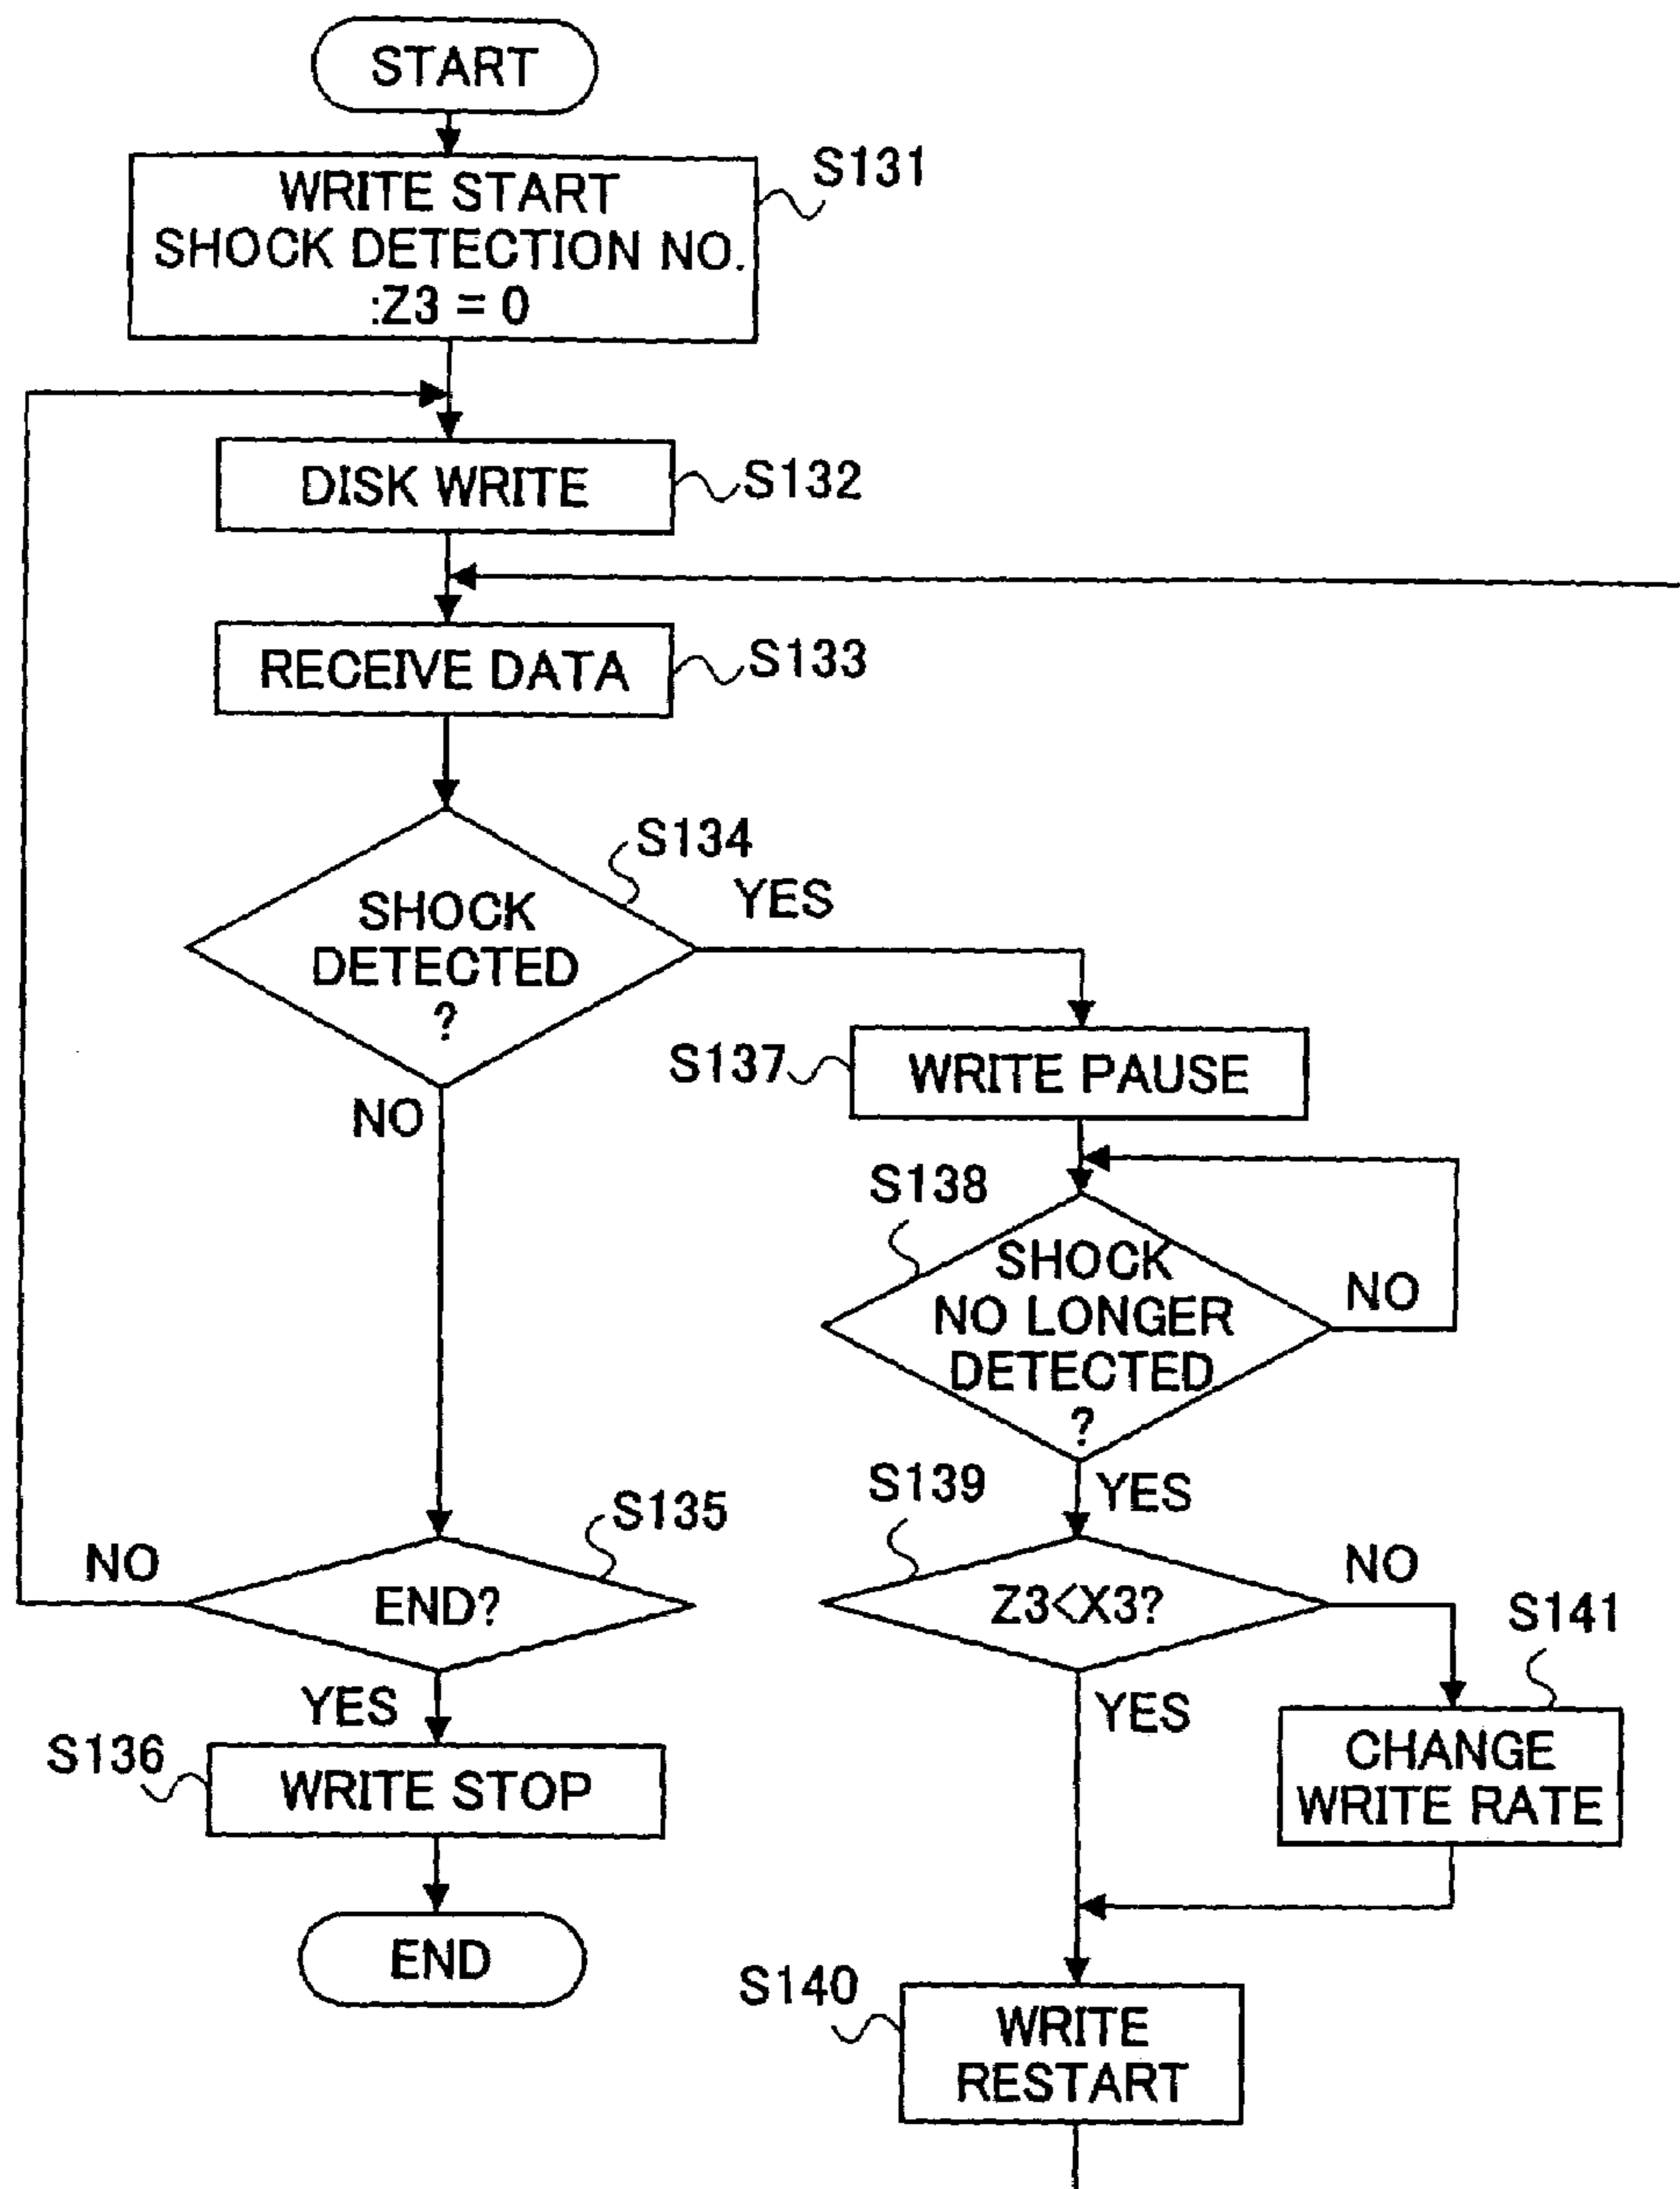 START
WRITE START
SHOCK DETECTION NO.
:Z3 = 0
S131
DISK WRITE
S132
RECEIVE DATA
S133
S134
SHOCK
DETECTED
?
YES
NO
S137
WRITE PAUSE
S138
SHOCK
NO LONGER
DETECTED
?
NO
YES
S139
Z3<X3?
NO
YES
S141
CHANGE
WRITE RATE
S135
END?
NO
YES
S136
WRITE STOP
END
S140
WRITE
RESTART